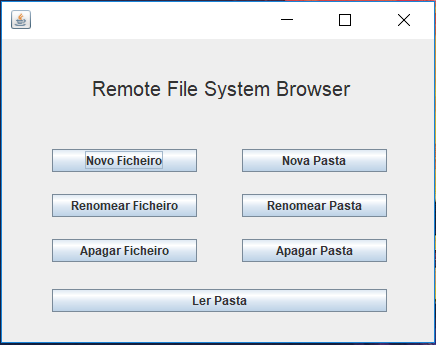 Remote File System Browser
Novo Ficheiro
Nova Pasta
Renomear Ficheiro
Renomear Pasta
Apagar Ficheiro
Apagar Pasta
Ler Pasta